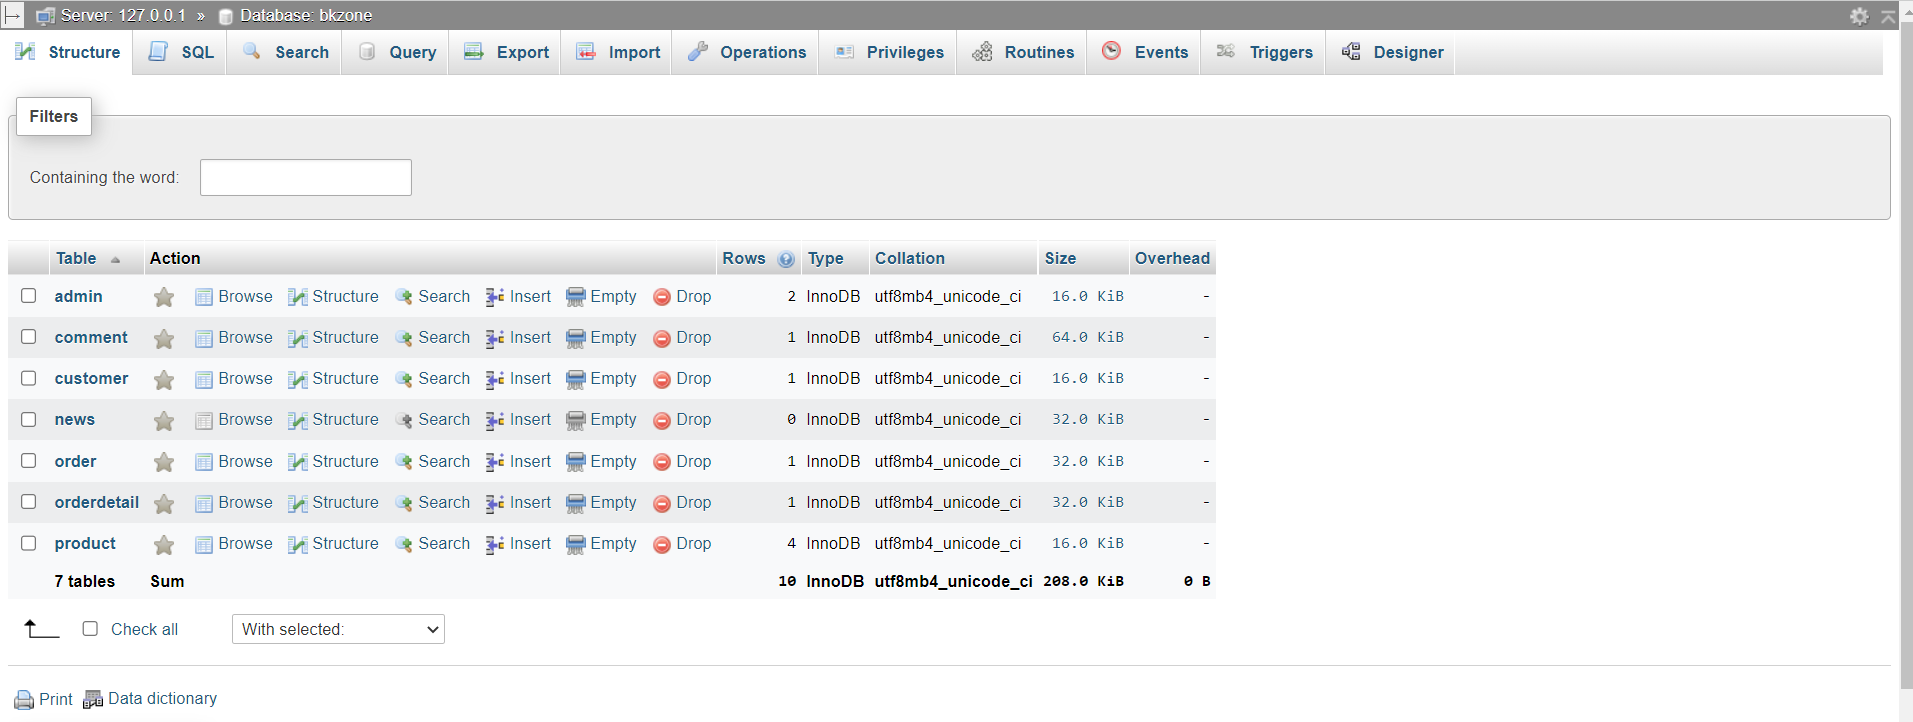 Server: 127.0.0.1 » Database: bkzone
Structure SQL Search Query Export Import Operations Privileges Routines Events Triggers Designer
Filters
Containing the word:
Table Action Rows Type Collation Size Overhead
admin Browse Structure Search Insert Empty Drop 2 InnoDB utf8mb4_unicode_ci 16.0 KiB -
comment Browse Structure Search Insert Empty Drop 1 InnoDB utf8mb4_unicode_ci 64.0 KiB -
customer Browse Structure Search Insert Empty Drop 1 InnoDB utf8mb4_unicode_ci 16.0 KiB -
news Browse Structure Search Insert Empty Drop 0 InnoDB utf8mb4_unicode_ci 32.0 KiB -
order Browse Structure Search Insert Empty Drop 1 InnoDB utf8mb4_unicode_ci 32.0 KiB -
orderdetail Browse Structure Search Insert Empty Drop 1 InnoDB utf8mb4_unicode_ci 32.0 KiB -
product Browse Structure Search Insert Empty Drop 4 InnoDB utf8mb4_unicode_ci 16.0 KiB -
7 tables Sum 10 InnoDB utf8mb4_unicode_ci 208.0 KiB 0 B
Check all With selected:
Print Data dictionary